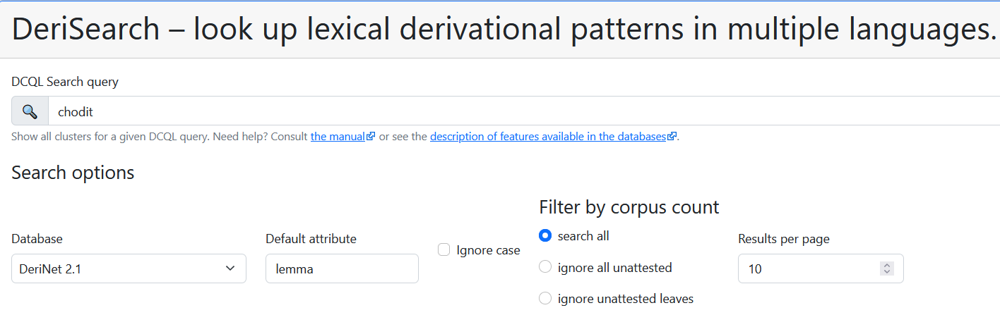 DeriSearch – look up lexical derivational patterns in multiple languages.
DCQL Search query
chodit
Show all clusters for a given DCQL query. Need help? Consult the manual or see the description of features available in the databases.
Search options
Filter by corpus count
Database
Default attribute
Ignore case
search all
Results per page
DeriNet 2.1
lemma
ignore all unattested
10
ignore unattested leaves